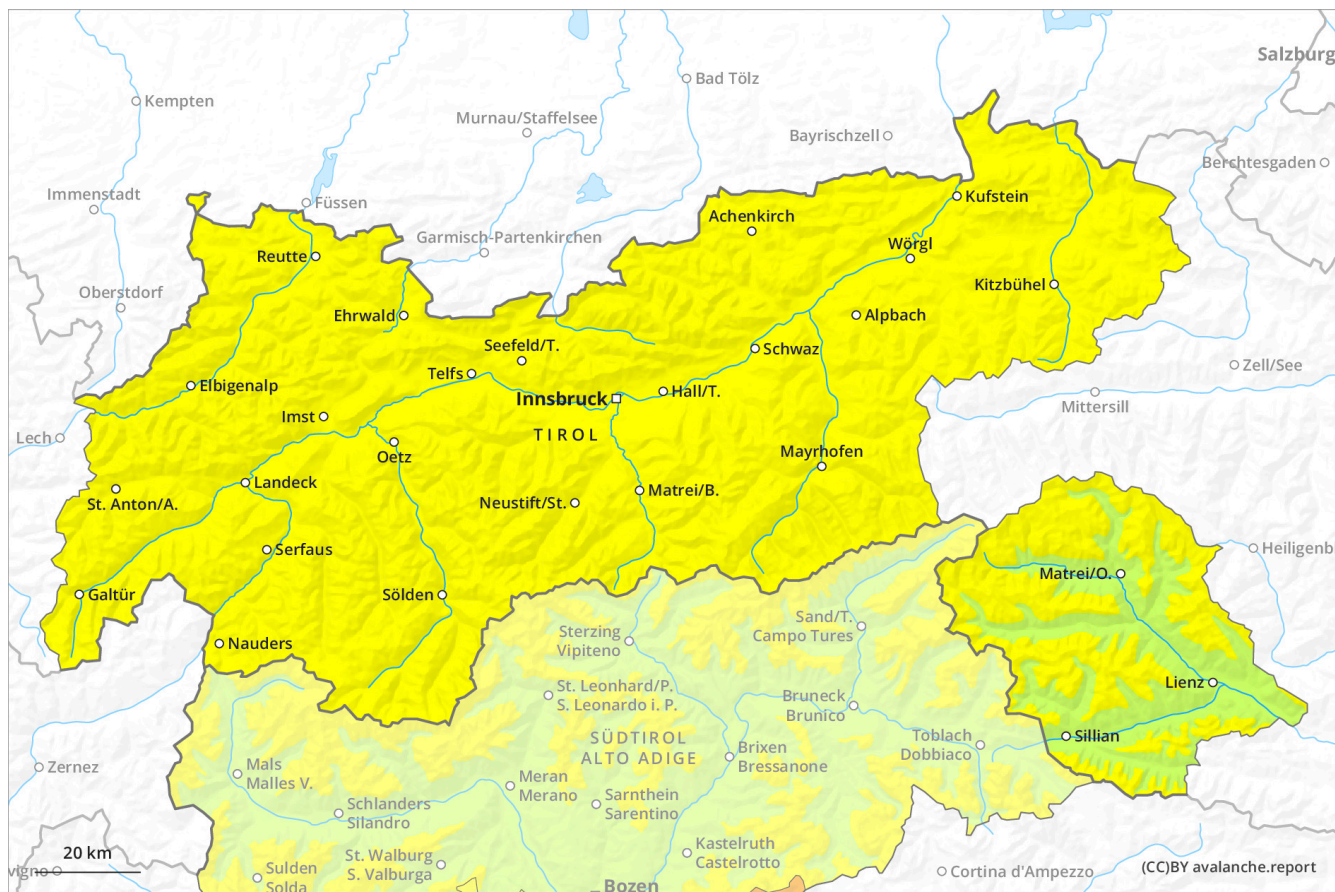 Salzburg
Bad Tölz
Kempten
Murnau/Staffelsee
Bayrischzell
Berchtesgaden
Immenstadt
Füssen
Kufstein
Achenkirch
Garmisch-Partenkirchen
Wörgl
Reutte
Kitzbühel
Oberstdorf
Ehrwald
Alpbach
Seefeld/T.
Schwaz
Zell/See
Telfs
Elbigenalp
Hall/T.
Innsbruck
Mittersill
Imst
TIROL
Lech
Oetz
Mayrhofen
Landeck
Matrei/B.
St. Anton/A.
Neustift/St.
Serfaus
Heiligenb
Matrei/O.
Galtür
Sölden
Sand/T.
Campo Tures
Sterzing
Vipiteno
Nauders
Lienz
St. Leonhard/P.
S. Leonardo i. P.
Bruneck
Brunico
Sillian
SÜDTIROL
ALTO ADIGE
Toblach
Dobbiaco
Brixen
Bressanone
Zernez
Mals
Malles V.
Meran
Merano
Sarnthein
Sarentino
Schlanders
Silandro
Kastelruth
Castelrotto
20 km
St. Walburg
S. Valburga
vigno
Sulden
Solda
Cortina d'Ampezzo
(CC)BY avalanche.report
Bozen